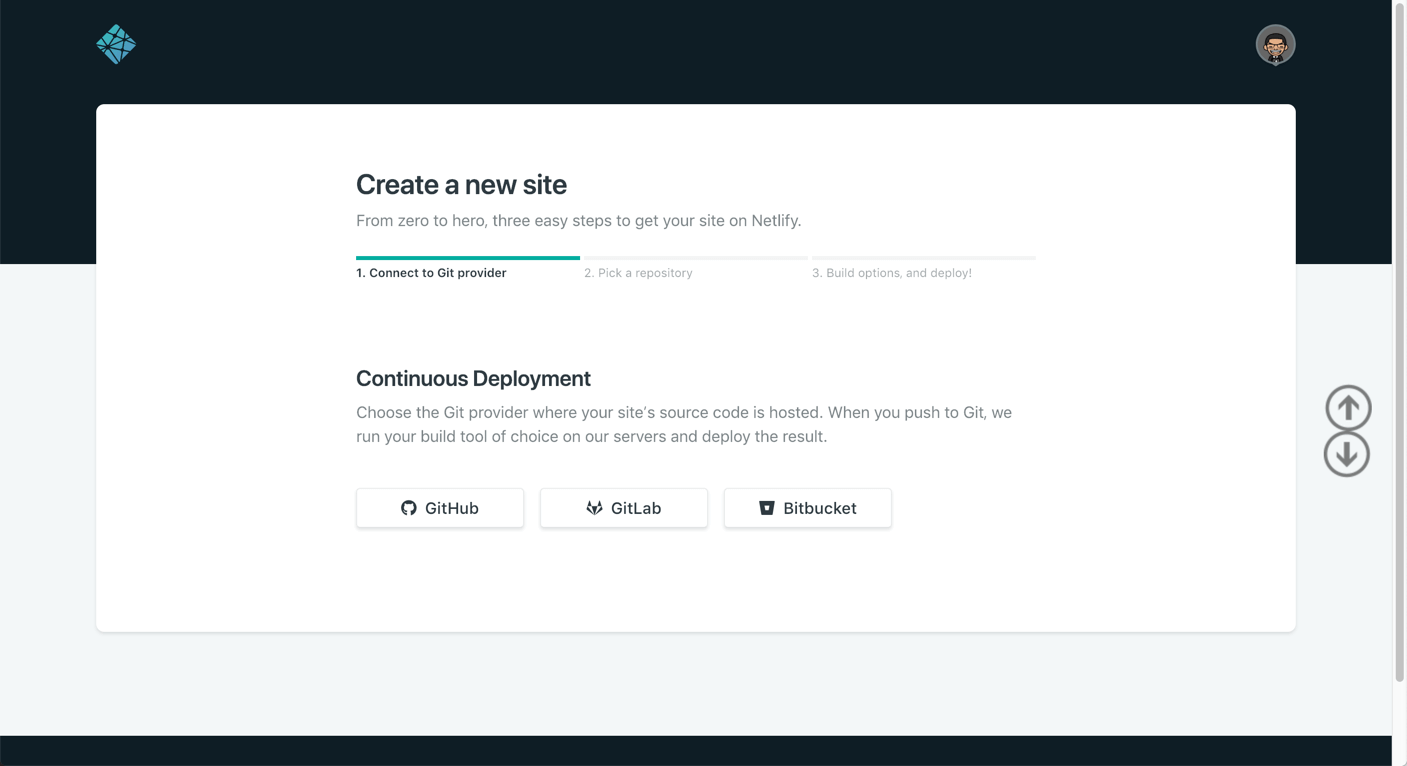 Create a new site
From zero to hero, three easy steps to get your site on Netlify.
1. Connect to Git provider
2. Pick a repository
3. Build options, and deploy!
Continuous Deployment
Choose the Git provider where your site's source code is hosted. When you push to Git, we
run your build tool of choice on our servers and deploy the result.
GitHub
GitLab
Bitbucket